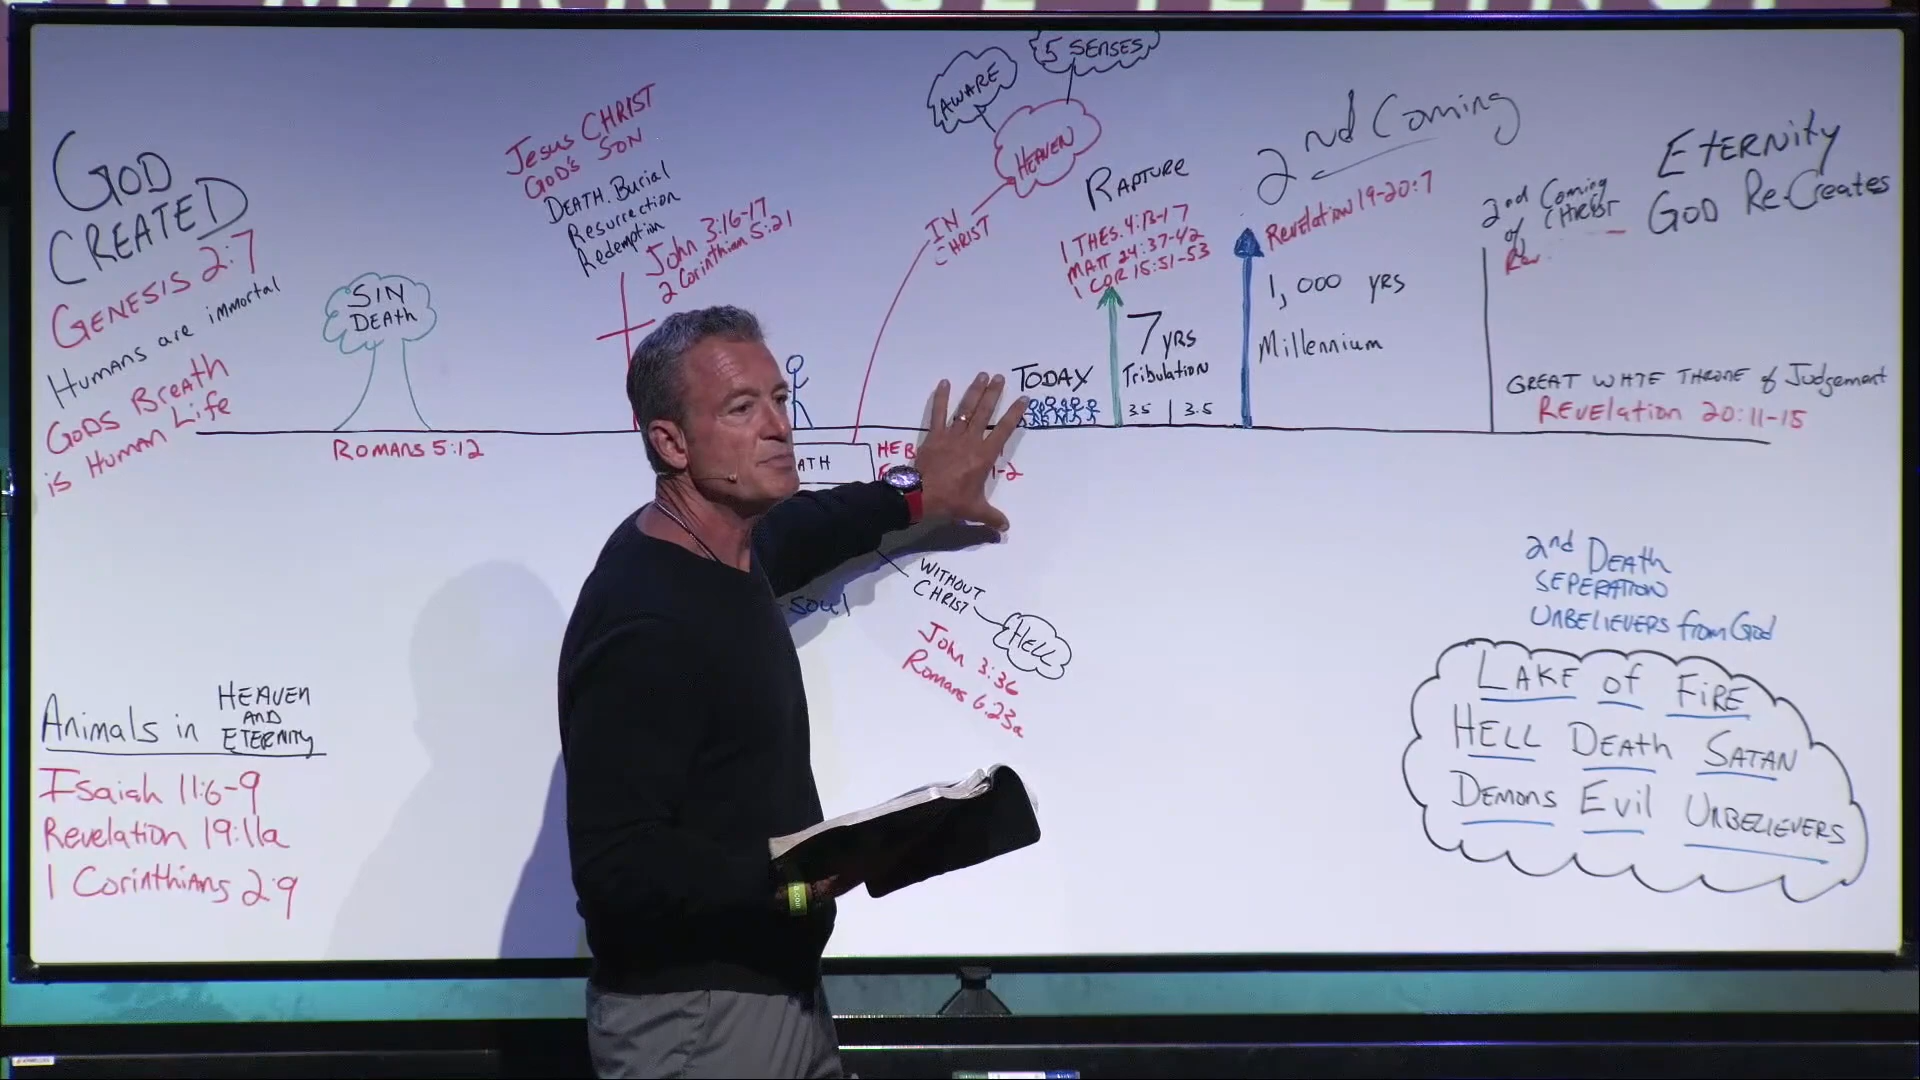 GOD
CREATED
GENESIS 2:7
Humans are immortal
GODS Breath
is Human Life
SIN
DEATh
ROMANS 5:12
Jesus CHRIST
GOD'S SON
DEATH. Burial
Resurrection
Redemption
John 3:16-17
2 Corinthian 5:21
AWARE
5 SENSES
HEAVEN
IN
CHRIST
ATH
HEB
1-2
WITHOUT
CHRIST
HELL
John 3:36
Romans 6.23a
-Soul
TODAY
RAPTURE
1 THES. 4:13-17
MATT 24:37-42
1 COR 15:51-53
7 yrs
Tribulation
3.5 | 3.5
2nd Coming
Revelation 19-20:7
1,000 yrs
Millennium
2nd Coming
of CHRIST
Rev.
ETERNITY
GOD Re-Creates
GREAT WHITE THRONE of Judgement
REVELATION 20:11-15
2nd Death
SEPERATION
UNBELIEVERS from God
LAKE of FIRE
HELL DEATH SATAN
DEMONS EviL UNBELIEVERS
Animals in HEAVEN AND ETERNITY
Isaiah 11:6-9
Revelation 19:11a
1 Corinthians 2:9